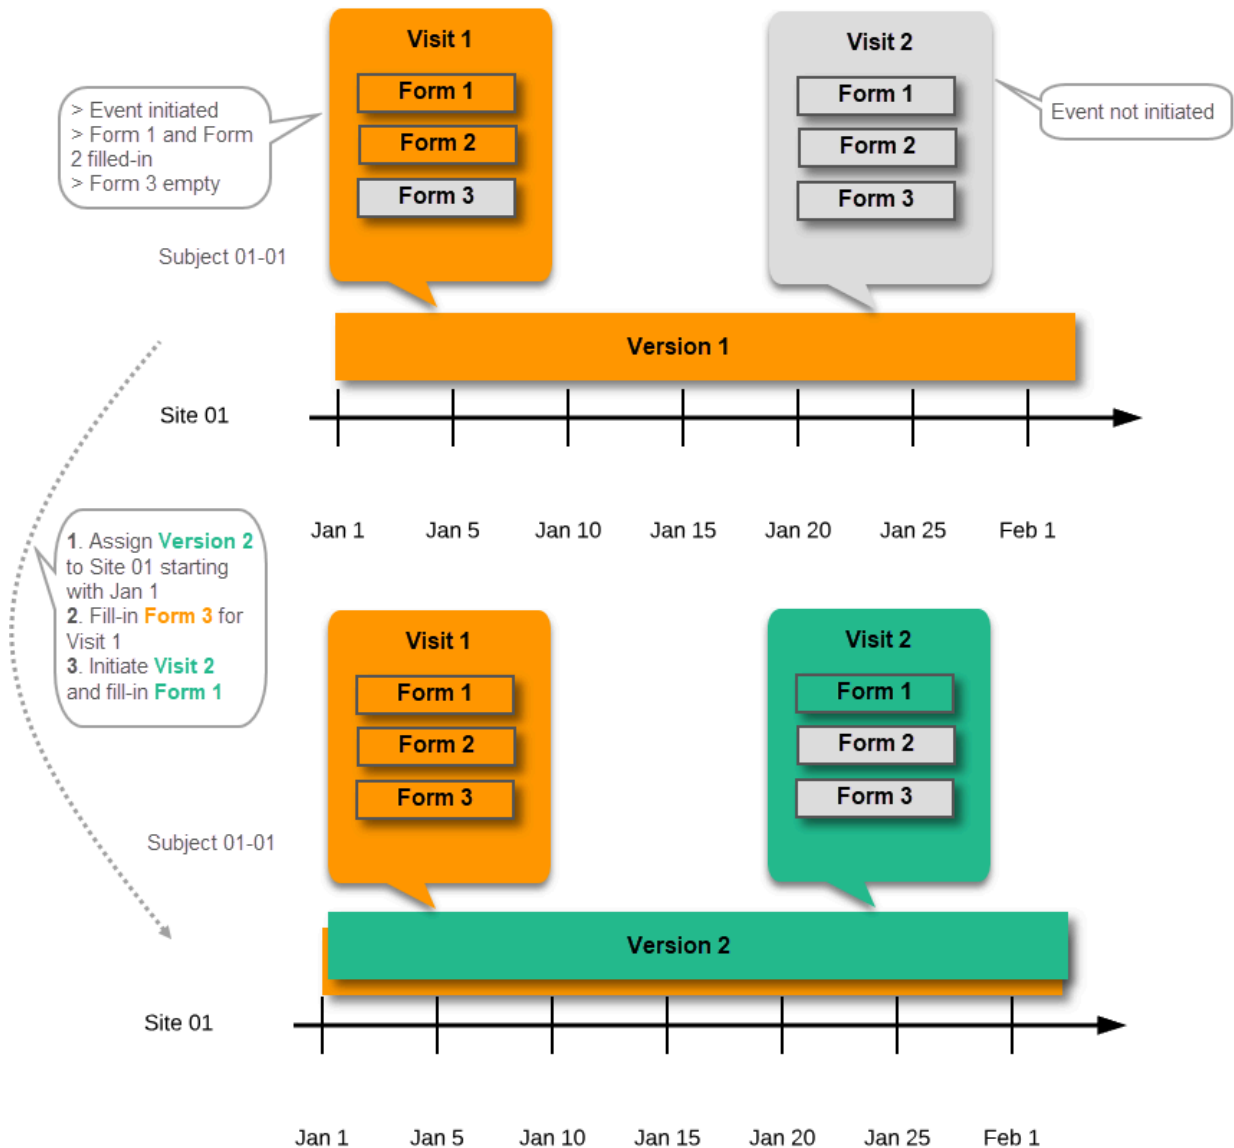 Visit 1
Form 1
Form 2
Form 3
> Event initiated
> Form 1 and Form
2 filled-in
> Form 3 empty
Visit 2
Form 1
Form 2
Form 3
Event not initiated
Subject 01-01
Version 1
Site 01
Jan 1
Jan 5
Jan 10
Jan 15
Jan 20
Jan 25
Feb 1
1. Assign Version 2
to Site 01 starting
with Jan 1
2. Fill-in Form 3 for
Visit 1
3. Initiate Visit 2
and fill-in Form 1
Visit 1
Form 1
Form 2
Form 3
Visit 2
Form 1
Form 2
Form 3
Subject 01-01
Version 2
Site 01
Jan 1
Jan 5
Jan 10
Jan 15
Jan 20
Jan 25
Feb 1